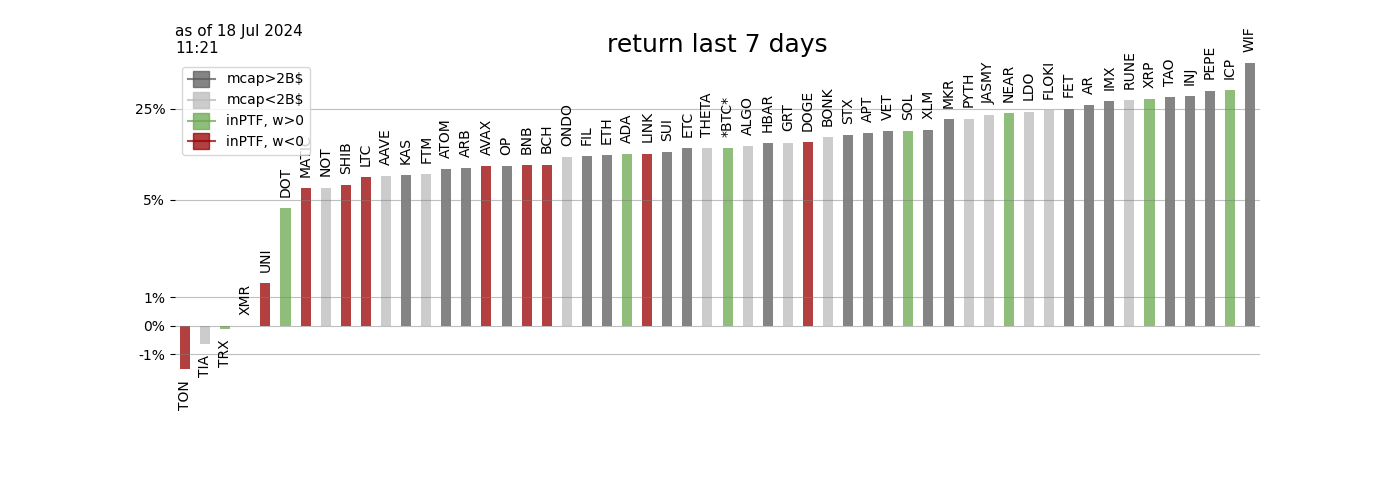 as of 18 Jul 2024
11:21
return last 7 days
mcap>2B$
mcap<2B$
inPTF, w>0
inPTF, w<0
25%
5%
1%
0%
-1%
TON
TIA
TRX
XMR
UNI
DOT
MATIC
NOT
SHIB
LTC
AAVE
KAS
FTM
ATOM
ARB
AVAX
OP
BNB
BCH
ONDO
FIL
ETH
ADA
LINK
SUI
ETC
THETA
*BTC*
ALGO
HBAR
GRT
DOGE
BONK
STX
APT
VET
SOL
XLM
MKR
PYTH
JASMY
NEAR
LDO
FLOKI
FET
AR
IMX
RUNE
XRP
TAO
INJ
PEPE
ICP
WIF